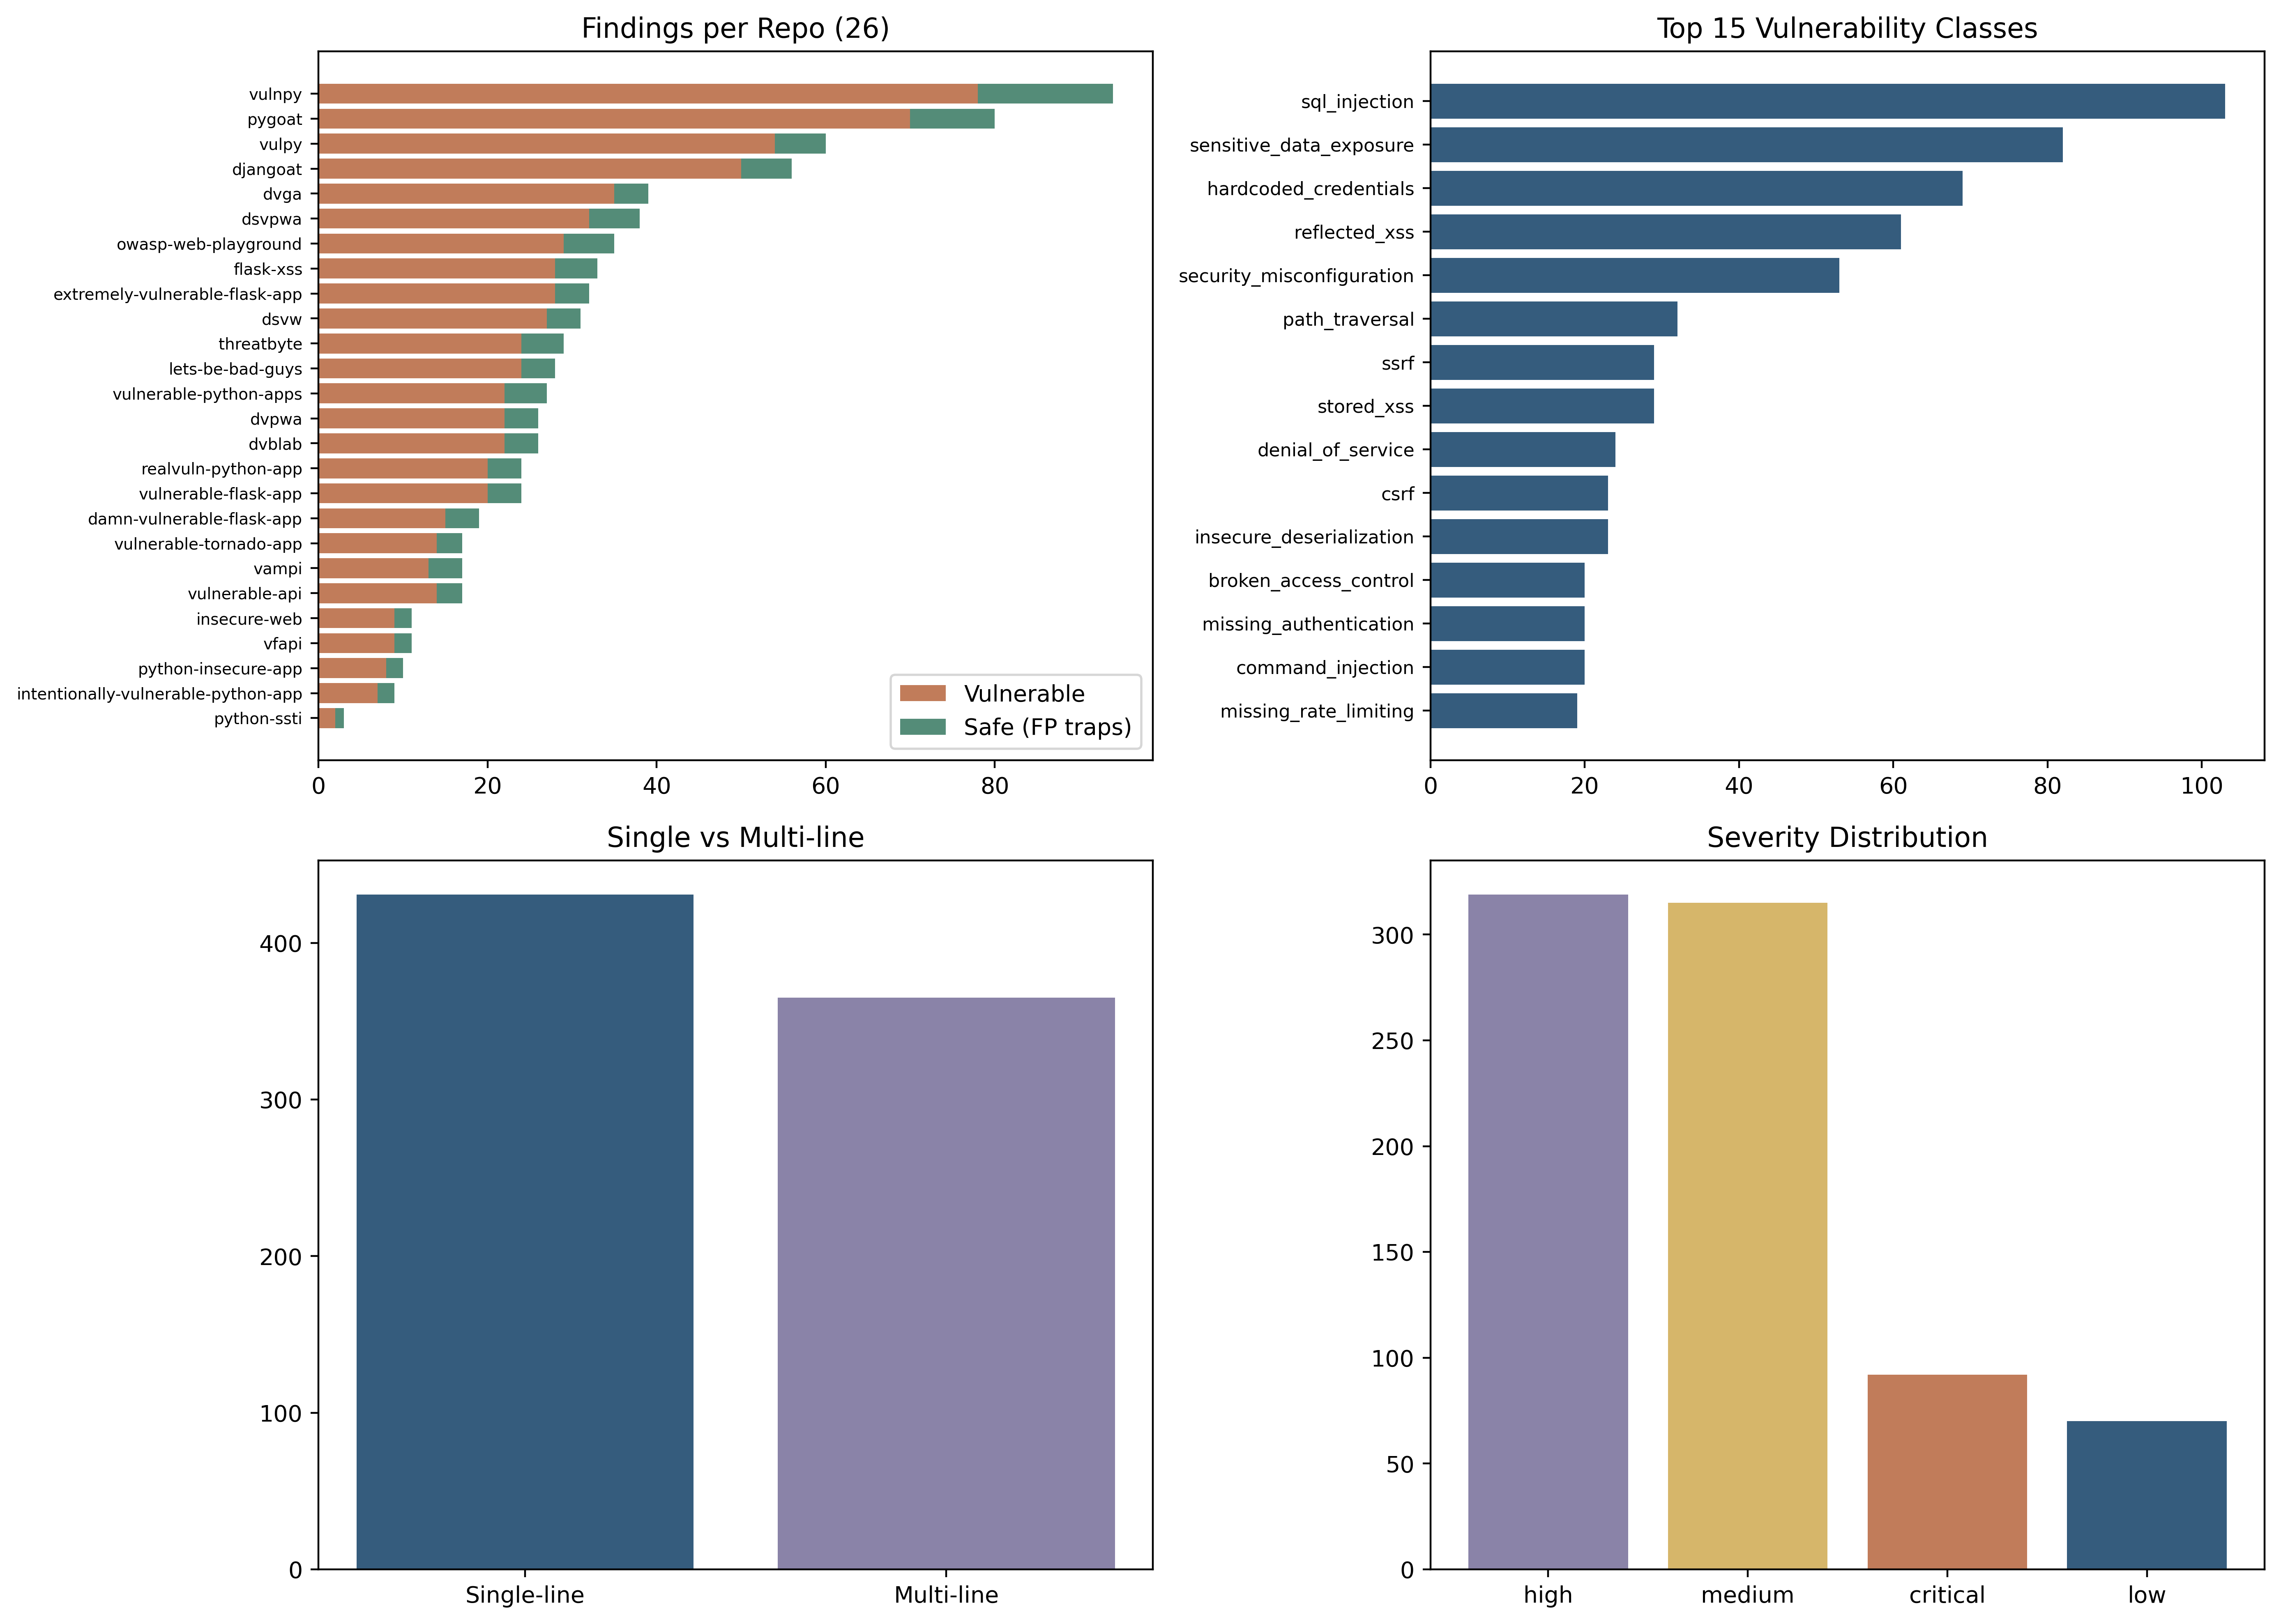 Findings per Repo (26)
vulnpy
pygoat
vulpy
djangoat
dvga
dsvpwa
owasp-web-playground
flask-xss
extremely-vulnerable-flask-app
dsvw
threatbyte
lets-be-bad-guys
vulnerable-python-apps
dvpwa
dvblab
realvuln-python-app
vulnerable-flask-app
damn-vulnerable-flask-app
vulnerable-tornado-app
vampi
vulnerable-api
insecure-web
vfapi
python-insecure-app
intentionally-vulnerable-python-app
python-ssti
Vulnerable
Safe (FP traps)
0 20 40 60 80
Top 15 Vulnerability Classes
sql_injection
sensitive_data_exposure
hardcoded_credentials
reflected_xss
security_misconfiguration
path_traversal
ssrf
stored_xss
denial_of_service
csrf
insecure_deserialization
broken_access_control
missing_authentication
command_injection
missing_rate_limiting
0 20 40 60 80 100
Single vs Multi-line
400
300
200
100
0
Single-line Multi-line
Severity Distribution
300
250
200
150
100
50
0
high medium critical low